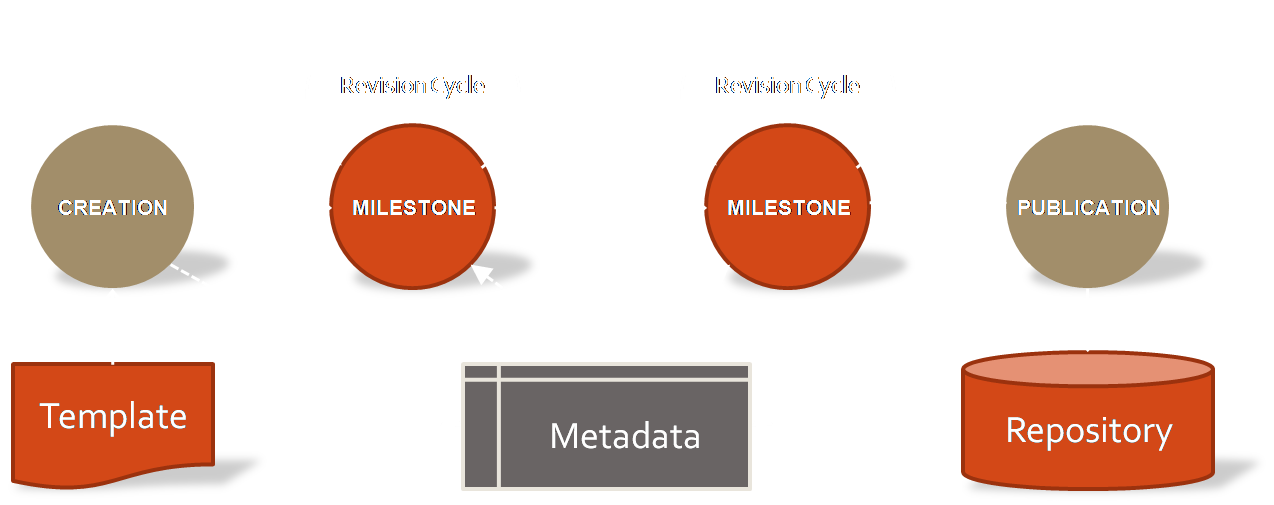 Revision Cycle
Revision Cycle
CREATION
MILESTONE
MILESTONE
PUBLICATION
Template
Metadata
Repository